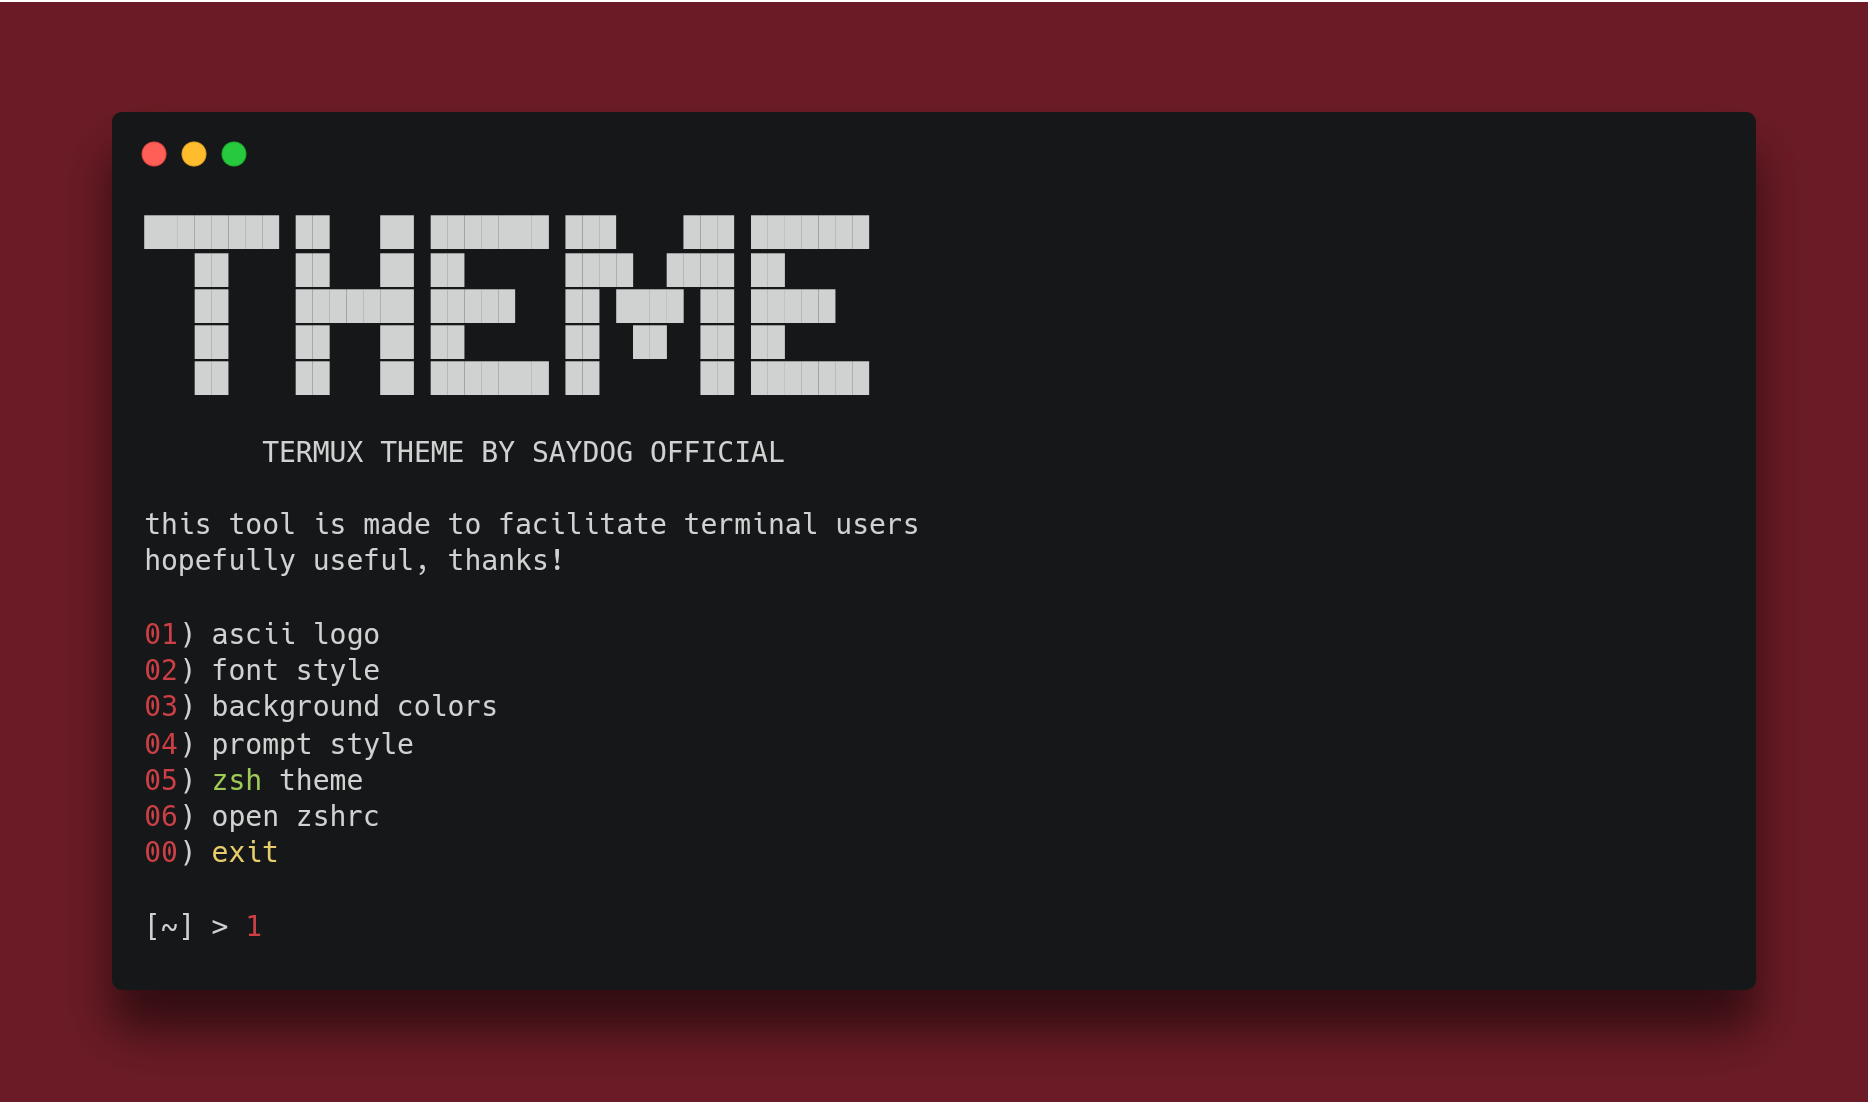 THEME
TERMUX THEME BY SAYDOG OFFICIAL
this tool is made to facilitate terminal users
hopefully useful, thanks!
01) ascii logo
02) font style
03) background colors
04) prompt style
05) zsh theme
06) open zshrc
00) exit
[~] > 1